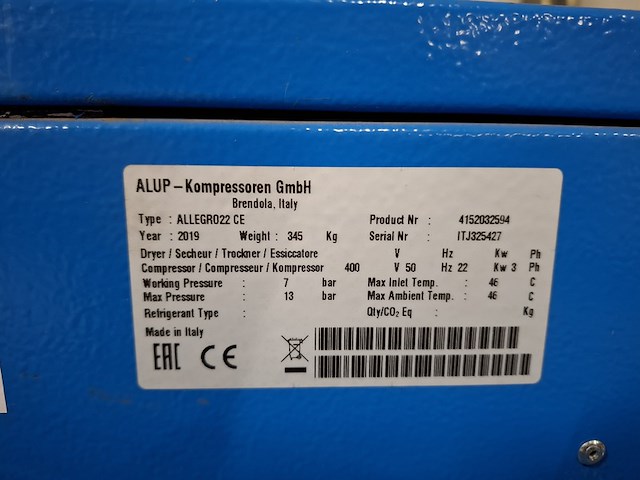 ALUP - Kompressoren GmbH
Brendola, Italy
Type : ALLEGRO22 CE Product Nr : 4152032594
Year : 2019 Weight : 345 Kg Serial Nr : ITJ325427
Dryer / Secheur / Trockner / Essiccatore V Hz Kw Ph
Compressor / Compresseur / Kompressor 400 V 50 Hz 22 Kw 3 Ph
Working Pressure : 7 bar Max Inlet Temp. : 46 C
Max Pressure : 13 bar Max Ambient Temp. : 46 C
Refrigerant Type : Qty/CO₂ Eq : Kg
Made in Italy
EAC CE